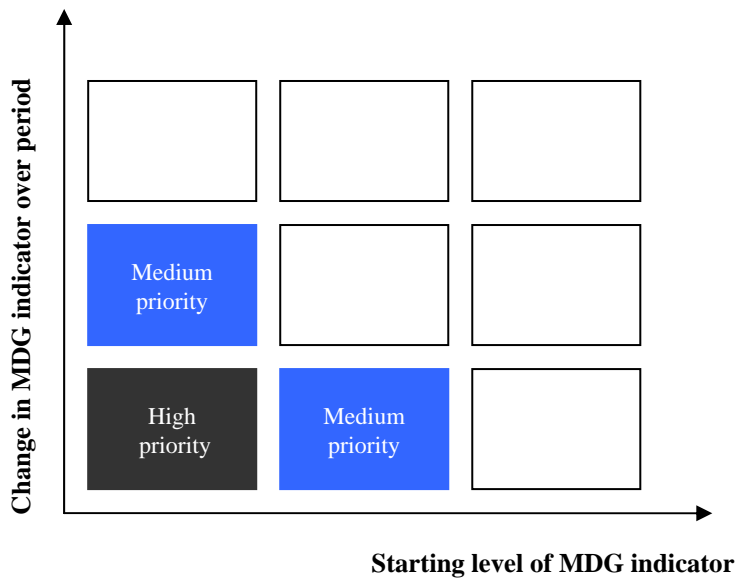 Change in MDG indicator over period
Medium
priority
High
priority
Medium
priority
Starting level of MDG indicator